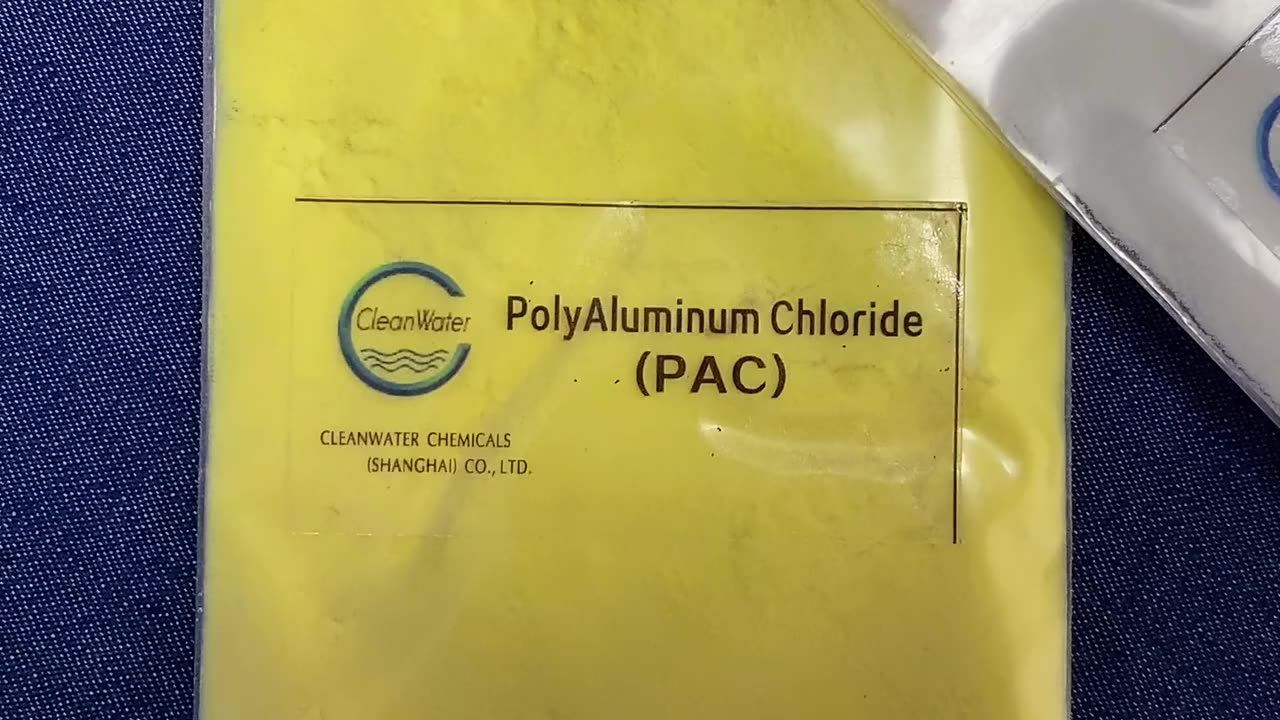 CleanWater
PolyAluminum Chloride
(PAC)
CLEANWATER CHEMICALS
(SHANGHAI) CO., LTD.